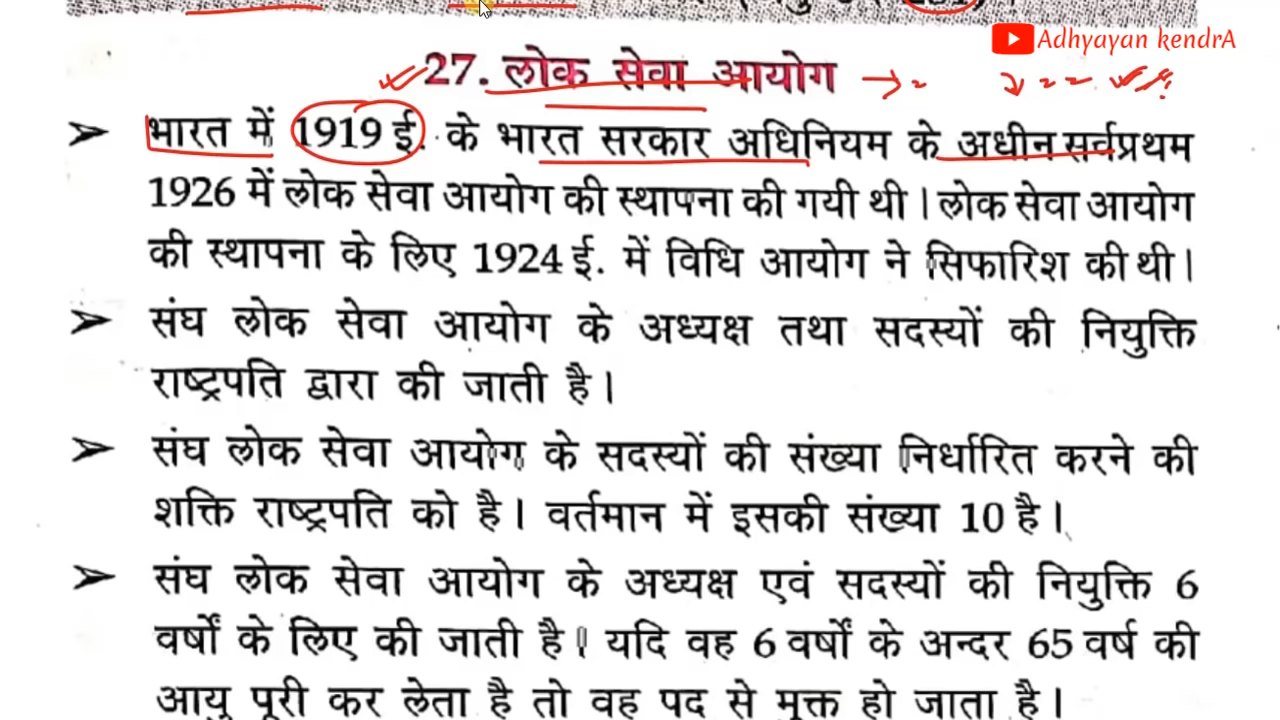 Adhyayan kendrA
27. लोक सेवा आयोग
भारत में 1919 ई. के भारत सरकार अधिनियम के अधीन सर्वप्रथम
1926 में लोक सेवा आयोग की स्थापना की गयी थी। लोक सेवा आयोग
की स्थापना के लिए 1924 ई. में विधि आयोग ने सिफारिश की थी।
संघ लोक सेवा आयोग के अध्यक्ष तथा सदस्यों की नियुक्ति
राष्ट्रपति द्वारा की जाती है।
संघ लोक सेवा आयोग के सदस्यों की संख्या निर्धारित करने की
शक्ति राष्ट्रपति को है। वर्तमान में इसकी संख्या 10 है।
संघ लोक सेवा आयोग के अध्यक्ष एवं सदस्यों की नियुक्ति 6
वर्षों के लिए की जाती है। यदि वह 6 वर्षों के अन्दर 65 वर्ष की
आयु पूरी कर लेता है तो वह पद से मुक्त हो जाता है।